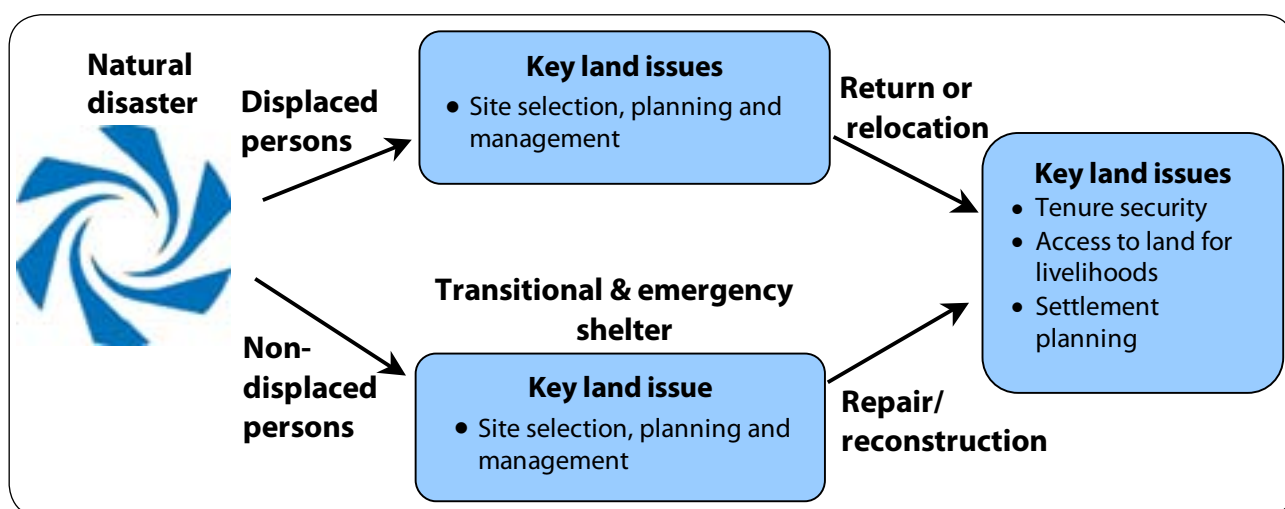 Natural
disaster
Displaced
persons
Key land issues
• Site selection, planning and
management
Return or
relocation
Non-
displaced
persons
Transitional & emergency
shelter
Key land issue
• Site selection, planning and
management
Repair/
reconstruction
Key land issues
• Tenure security
• Access to land for
livelihoods
• Settlement
planning